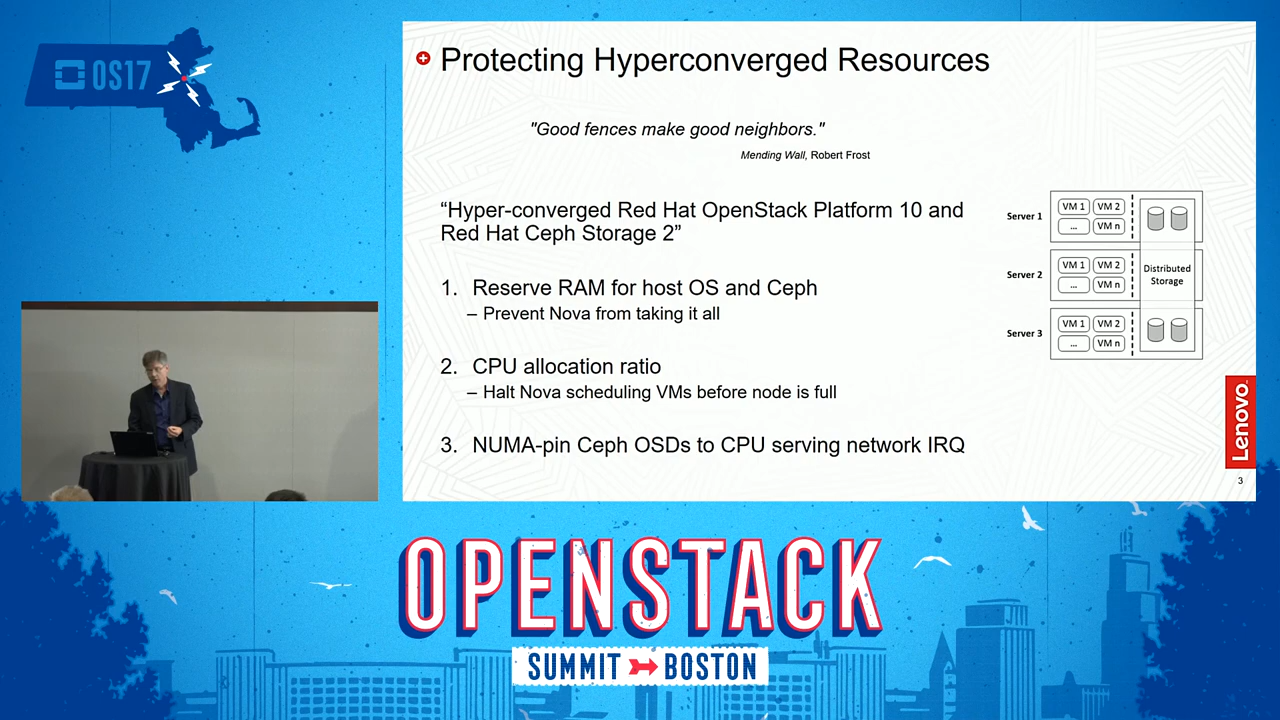 OS17
Protecting Hyperconverged Resources
"Good fences make good neighbors."
Mending Wall, Robert Frost
“Hyper-converged Red Hat OpenStack Platform 10 and
Red Hat Ceph Storage 2”
1. Reserve RAM for host OS and Ceph
– Prevent Nova from taking it all
2. CPU allocation ratio
– Halt Nova scheduling VMs before node is full
3. NUMA-pin Ceph OSDs to CPU serving network IRQ
Server 1
VM 1 VM 2
... VM n
Server 2
VM 1 VM 2
... VM n
Distributed
Storage
Server 3
VM 1 VM 2
... VM n
Lenovo
3
OPENSTACK
SUMMIT BOSTON